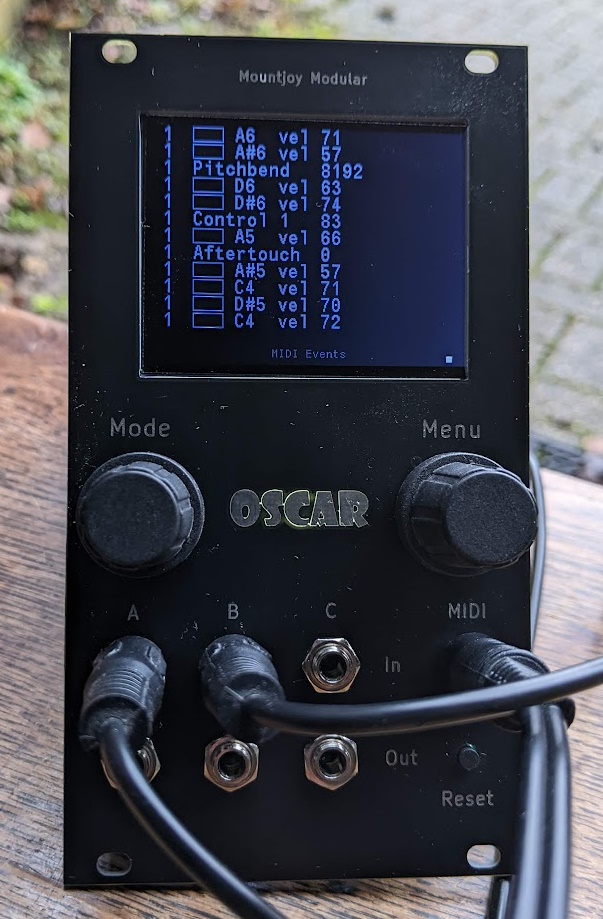 Mountjoy Modular
1 A6 vel 71
1 A#6 vel 57
1 Pitchbend 8192
1 D6 vel 63
1 D#6 vel 74
1 Control 1 83
1 A5 vel 66
1 Aftertouch 0
1 A#5 vel 57
1 C4 vel 71
1 D#5 vel 70
1 C4 vel 72
MIDI Events
Mode
Menu
OSCAR
A B C MIDI
In
Out
Reset